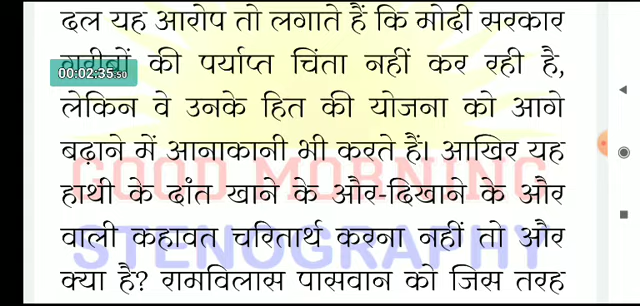 दल यह आरोप तो लगाते हैं कि मोदी सरकार
गरीबों की पर्याप्त चिंता नहीं कर रही है,
00:02:35:50
लेकिन वे उनके हित की योजना को आगे
बढ़ाने में आनाकानी भी करते हैं। आखिर यह
GOOD MORNING
हाथी के दांत खाने के और-दिखाने के और
वाली कहावत चरितार्थ करना नहीं तो और
STENOGRAPHY
क्या है? रामविलास पासवान को जिस तरह